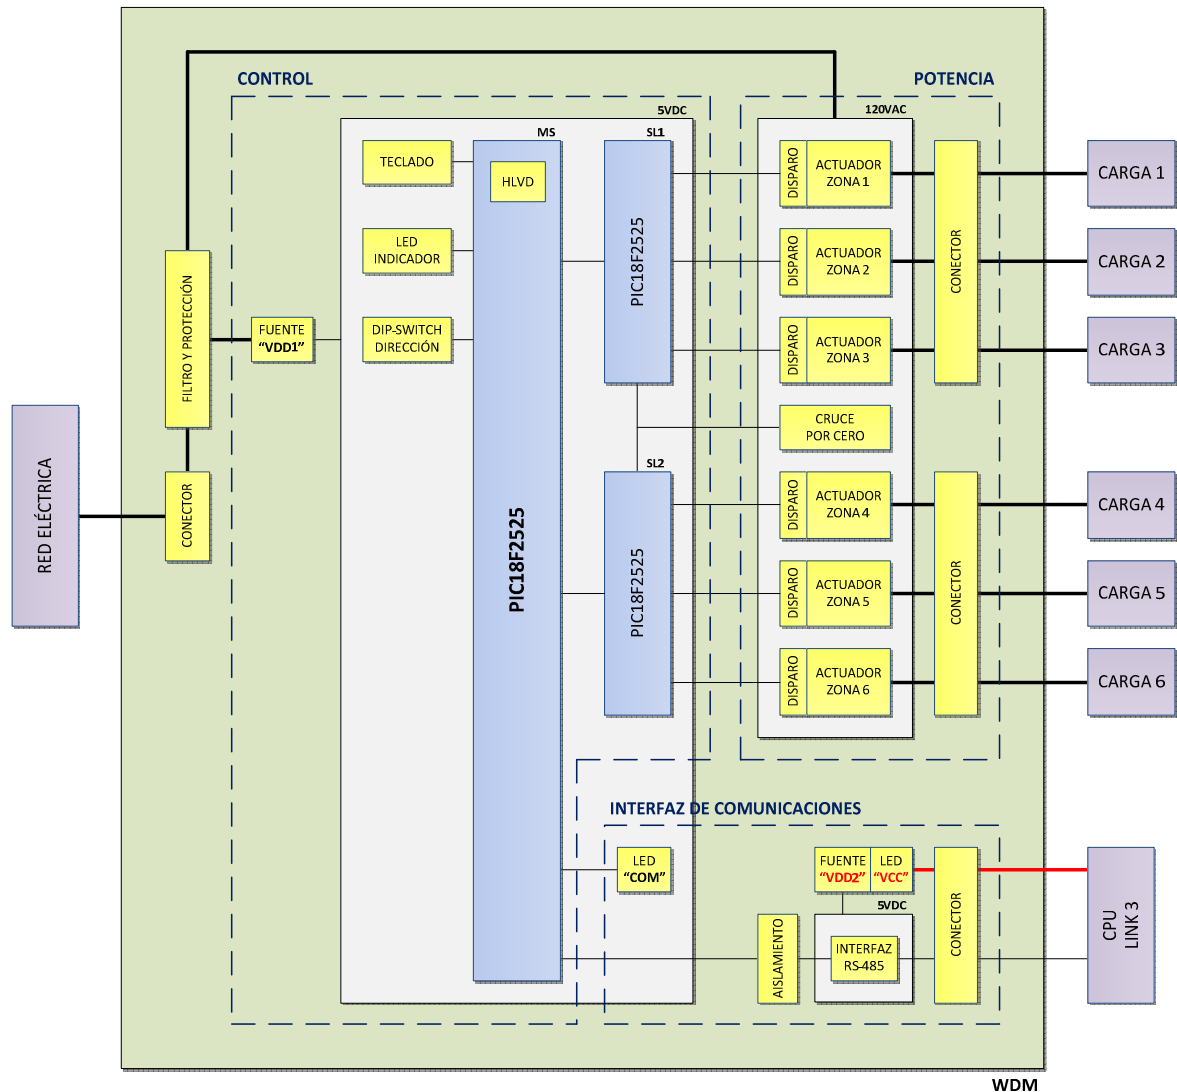 CONTROL
POTENCIA
5VDC
120VAC
MS
SL1
TECLADO
HLVD
LED
INDICADOR
DIP-SWITCH
DIRECCIÓN
FUENTE
“VDD1”
FILTRO Y PROTECCIÓN
CONECTOR
RED ELÉCTRICA
PIC18F2525
PIC18F2525
SL2
PIC18F2525
DISPARO
ACTUADOR
ZONA 1
DISPARO
ACTUADOR
ZONA 2
DISPARO
ACTUADOR
ZONA 3
CRUCE
POR CERO
DISPARO
ACTUADOR
ZONA 4
DISPARO
ACTUADOR
ZONA 5
DISPARO
ACTUADOR
ZONA 6
CONECTOR
CONECTOR
CARGA 1
CARGA 2
CARGA 3
CARGA 4
CARGA 5
CARGA 6
INTERFAZ DE COMUNICACIONES
LED
“COM”
FUENTE
“VDD2”
LED
“VCC”
5VDC
AISLAMIENTO
INTERFAZ
RS-485
CONECTOR
CPU
LINK 3
WDM